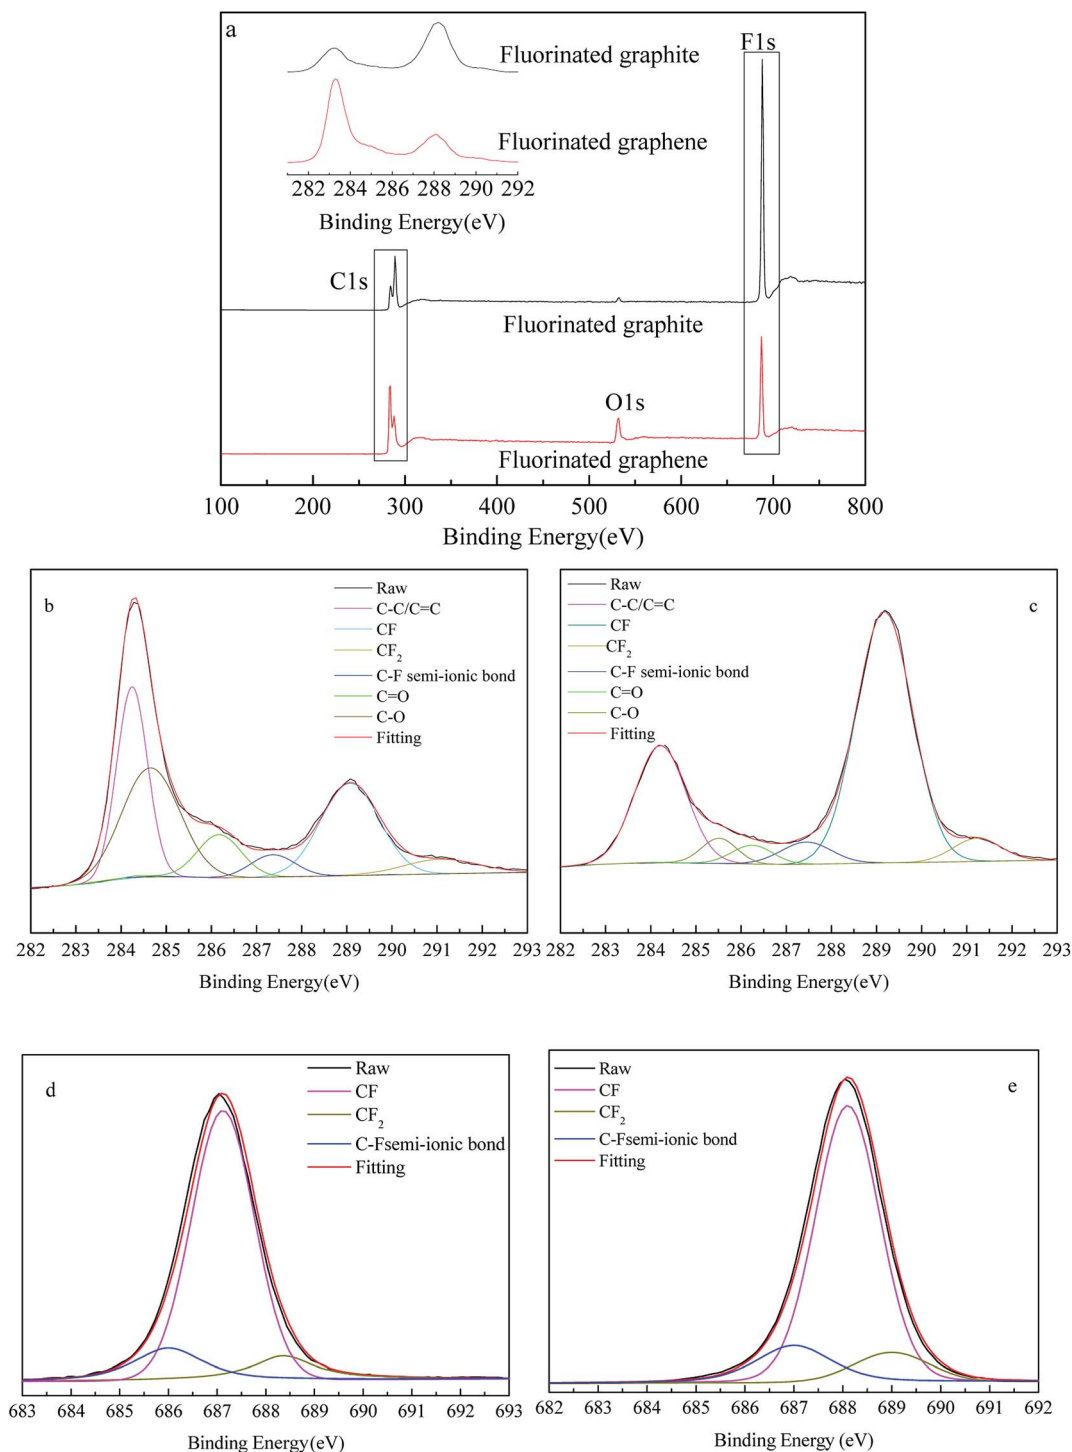 a
F1s
Fluorinated graphite
Fluorinated graphene
282 284 286 288 290 292
Binding Energy(eV)
C1s
Fluorinated graphite
O1s
Fluorinated graphene
100 200 300 400 500 600 700 800
Binding Energy(eV)
b
Raw
C-C/C=C
CF
CF2
C-F semi-ionic bond
C=O
C-O
Fitting
282 283 284 285 286 287 288 289 290 291 292 293
Binding Energy(eV)
c
Raw
C-C/C=C
CF
CF2
C-F semi-ionic bond
C=O
C-O
Fitting
282 283 284 285 286 287 288 289 290 291 292 293
Binding Energy(eV)
d
Raw
CF
CF2
C-Fsemi-ionic bond
Fitting
683 684 685 686 687 688 689 690 691 692 693
Binding Energy(eV)
e
Raw
CF
CF2
C-Fsemi-ionic bond
Fitting
682 683 684 685 686 687 688 689 690 691 692
Binding Energy (eV)